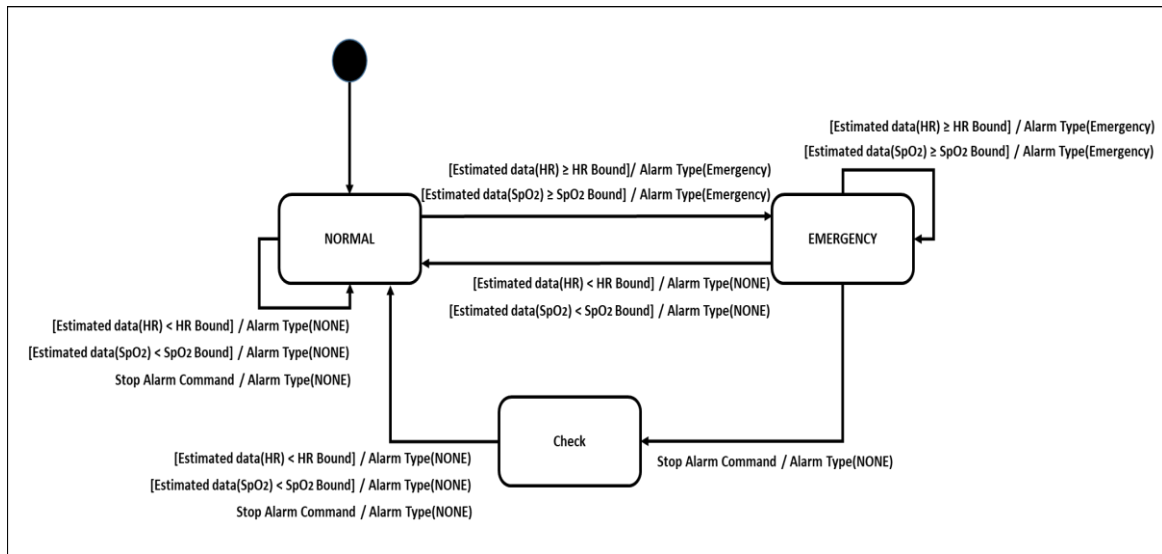 [Estimated data(HR) ≥ HR Bound] / Alarm Type(Emergency)
[Estimated data(SpO2) ≥ SpO2 Bound] / Alarm Type(Emergency)
[Estimated data(HR) ≥ HR Bound]/ Alarm Type(Emergency)
[Estimated data(SpO2) ≥ SpO2 Bound] / Alarm Type(Emergency)
NORMAL
EMERGENCY
[Estimated data(HR) < HR Bound] / Alarm Type(NONE)
[Estimated data(SpO2) < SpO2 Bound] / Alarm Type(NONE)
[Estimated data(HR) < HR Bound] / Alarm Type(NONE)
[Estimated data(SpO2) < SpO2 Bound] / Alarm Type(NONE)
Stop Alarm Command / Alarm Type(NONE)
Check
Stop Alarm Command / Alarm Type(NONE)
[Estimated data(HR) < HR Bound] / Alarm Type(NONE)
[Estimated data(SpO2) < SpO2 Bound] / Alarm Type(NONE)
Stop Alarm Command / Alarm Type(NONE)